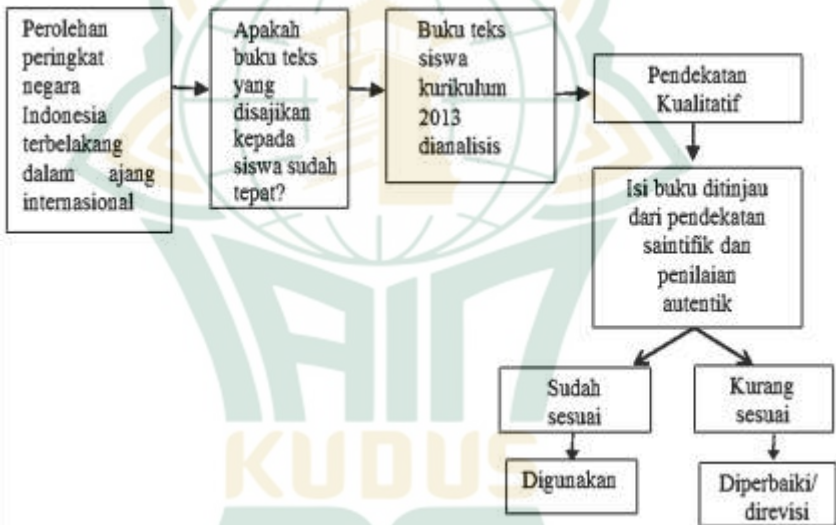 Perolehan
peringkat
negara
Indonesia
terbelakang
dalam ajang
internasional
Apakah
buku teks
yang
disajikan
kepada
siswa sudah
tepat?
Buku teks
siswa
kurikulum
2013
dianalisis
Pendekatan
Kualitatif
Isi buku ditinjau
dari pendekatan
saintifik dan
penilaian
autentik
Sudah
sesuai
Kurang
sesuai
Digunakan
Diperbaiki/
direvisi
IAIN
KUDUS